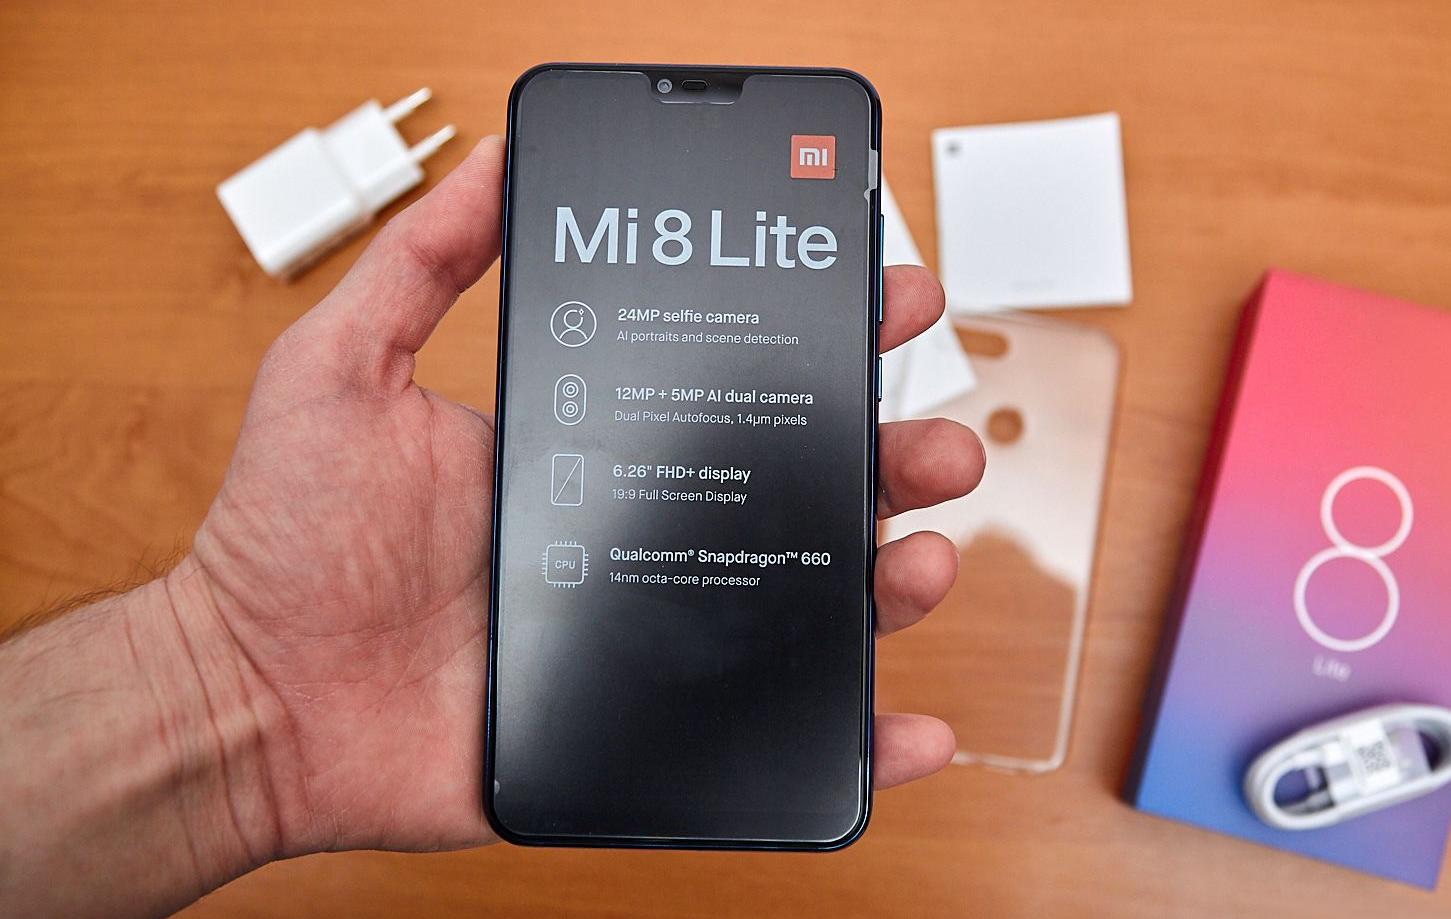 mi
Mi 8 Lite
24MP selfie camera
AI portraits and scene detection
12MP + 5MP AI dual camera
Dual Pixel Autofocus, 1.4μm pixels
6.26" FHD+ display
19:9 Full Screen Display
CPU
Qualcomm® Snapdragon™ 660
14nm octa-core processor
8
Lite